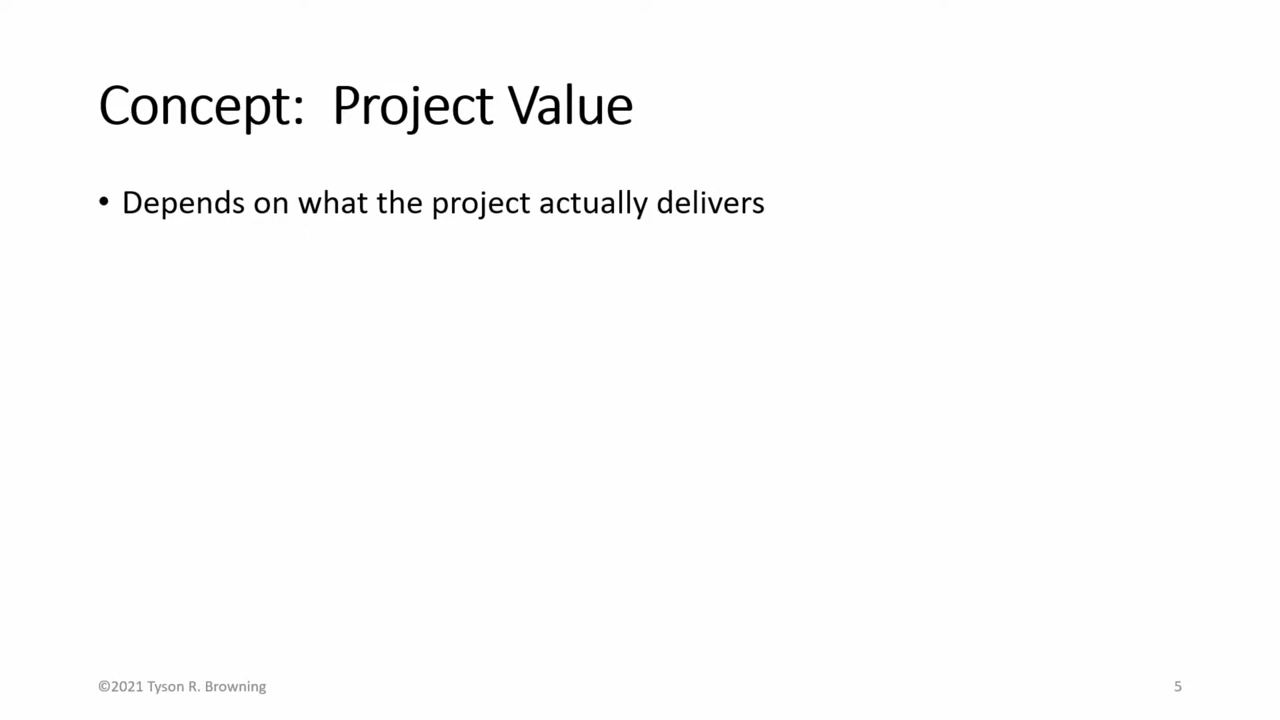 Concept:  Project Value
• Depends on what the project actually delivers
©2021 Tyson R. Browning
5